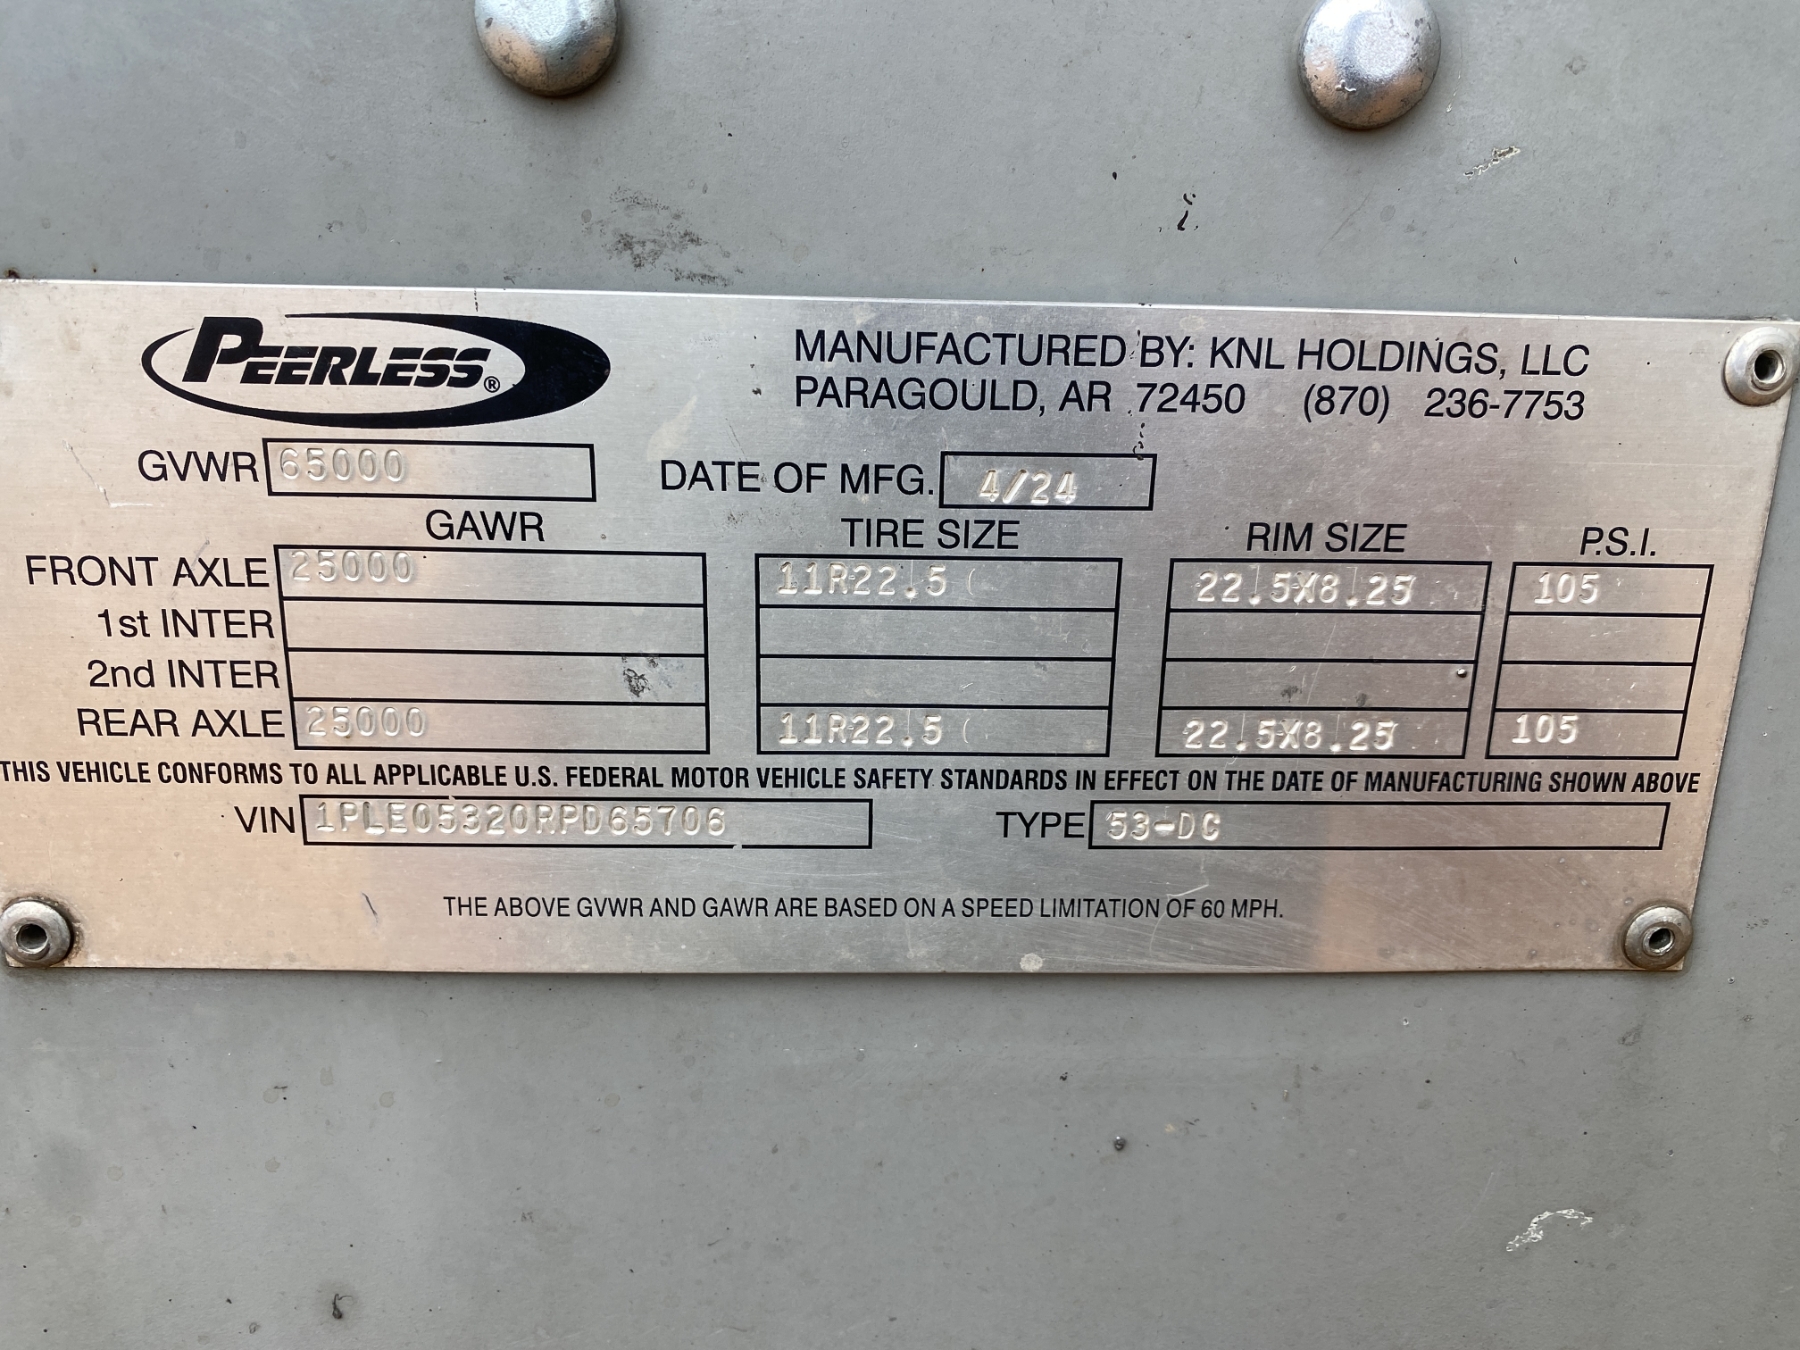 PEERLESS®
MANUFACTURED BY: KNL HOLDINGS, LLC
PARAGOULD, AR 72450 (870) 236-7753
GVWR 65000 DATE OF MFG. 4/24
GAWR TIRE SIZE RIM SIZE P.S.I.
FRONT AXLE 25000 11R22.5 22.5X8.25 105
1st INTER
2nd INTER
REAR AXLE 25000 11R22.5 22.5X8.25 105
THIS VEHICLE CONFORMS TO ALL APPLICABLE U.S. FEDERAL MOTOR VEHICLE SAFETY STANDARDS IN EFFECT ON THE DATE OF MANUFACTURING SHOWN ABOVE
VIN 1PLE05320RPD65706 TYPE 53-DC
THE ABOVE GVWR AND GAWR ARE BASED ON A SPEED LIMITATION OF 60 MPH.